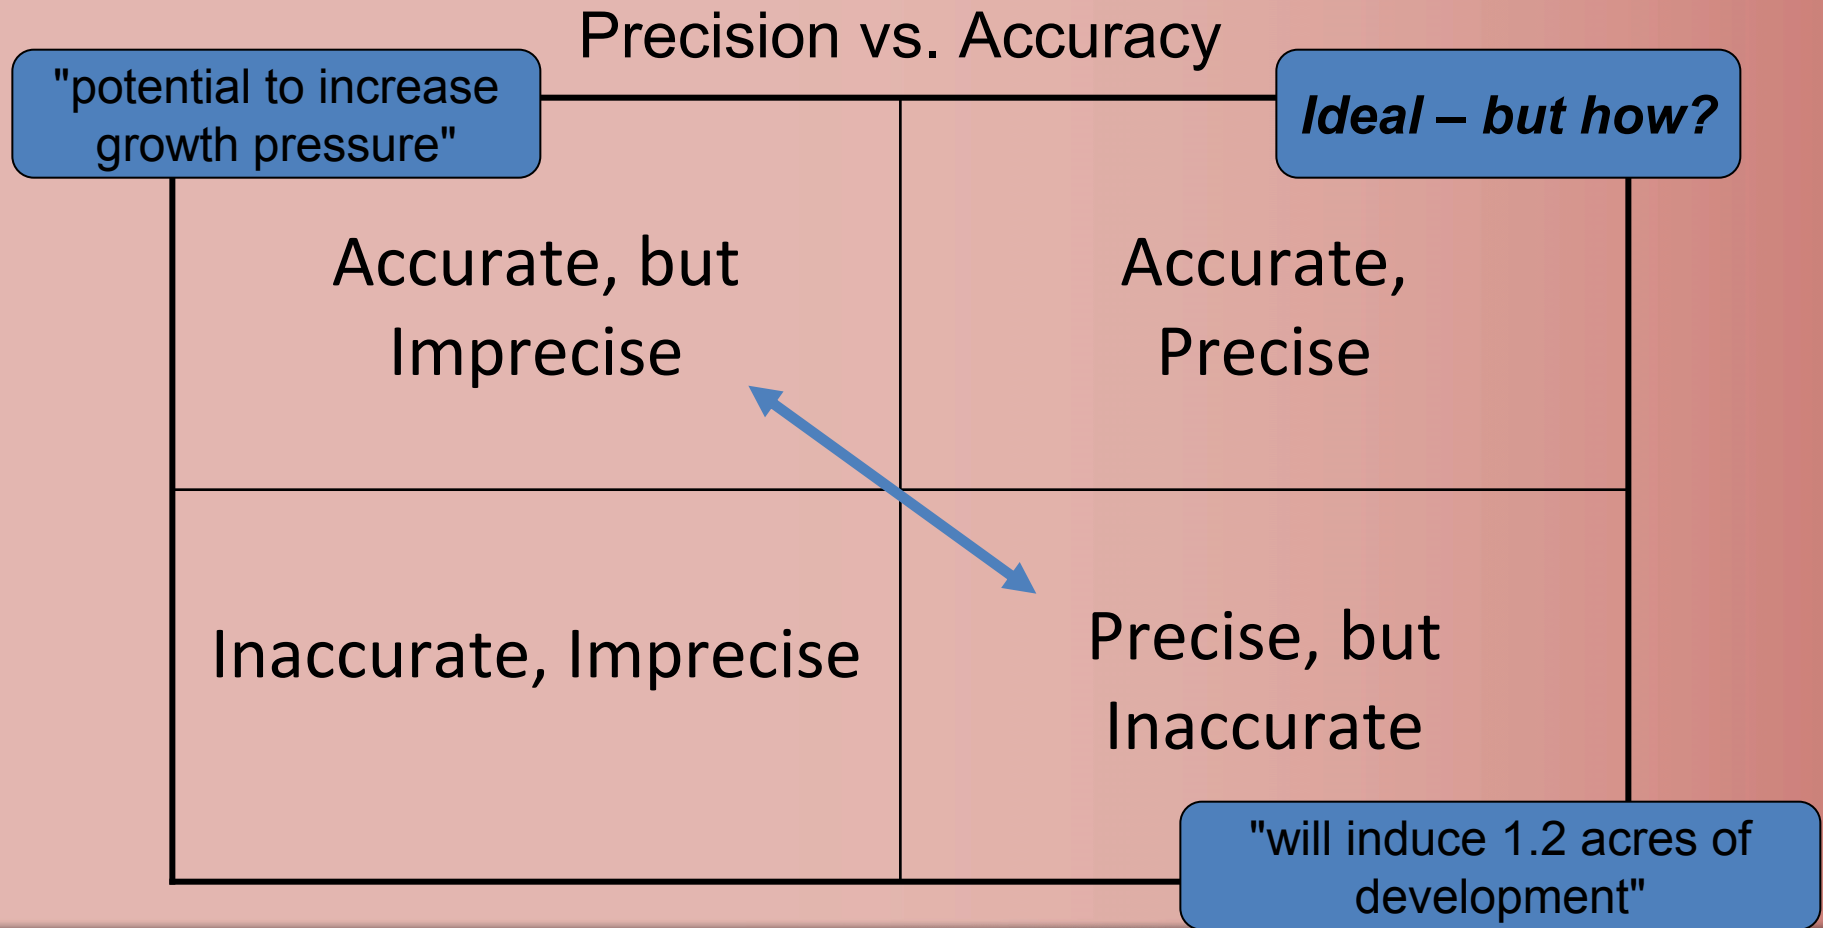 Precision vs. Accuracy
"potential to increase
growth pressure"
Ideal – but how?
Accurate, but
Imprecise
Accurate,
Precise
Inaccurate, Imprecise
Precise, but
Inaccurate
"will induce 1.2 acres of
development"